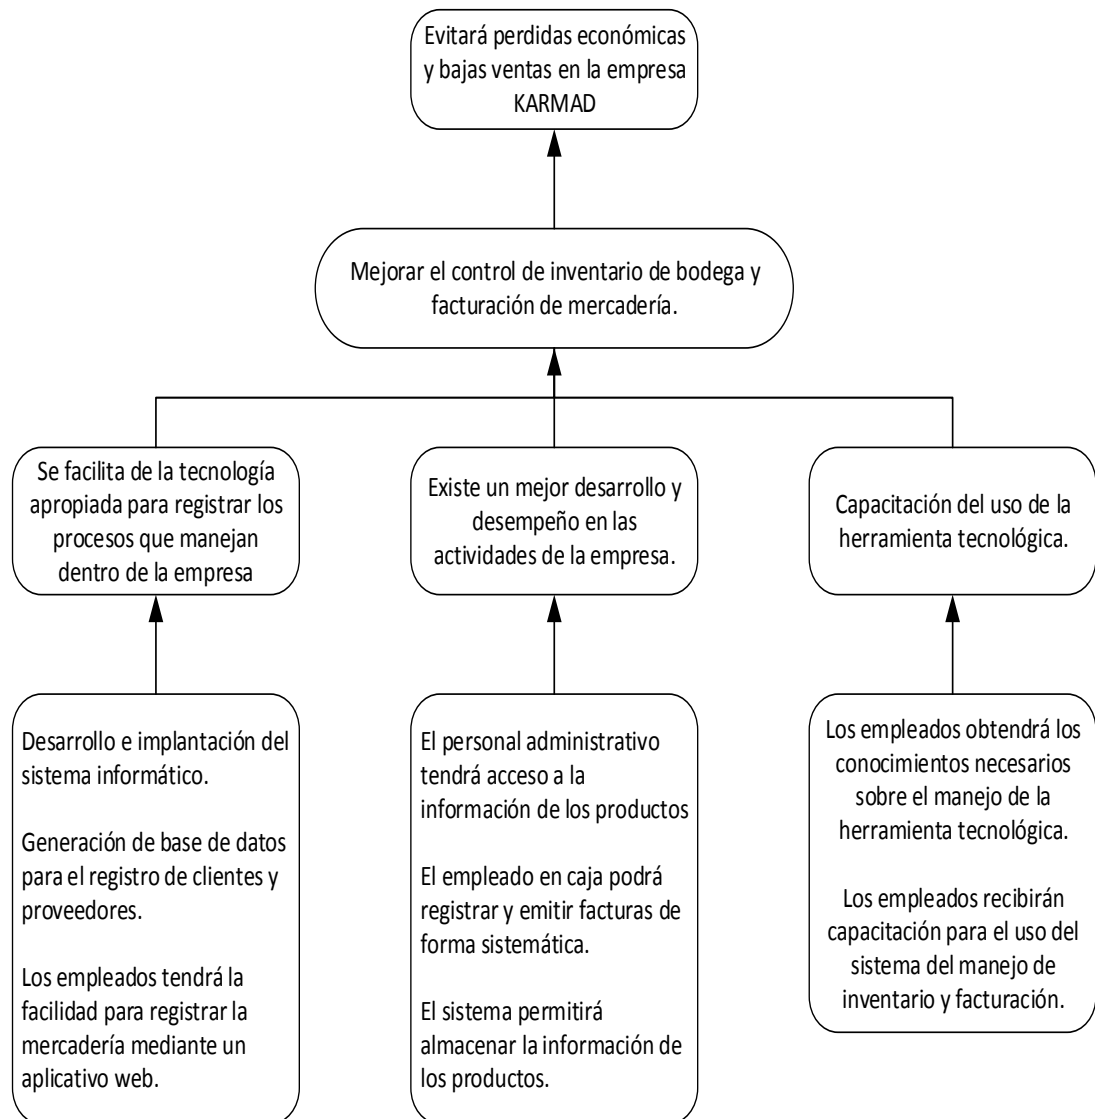 Evitará perdidas económicas
y bajas ventas en la empresa
KARMAD
Mejorar el control de inventario de bodega y
facturación de mercadería.
Se facilita de la tecnología
apropiada para registrar los
procesos que manejan
dentro de la empresa
Existe un mejor desarrollo y
desempeño en las
actividades de la empresa.
Capacitación del uso de la
herramienta tecnológica.
Desarrollo e implantación del
sistema informático.
Generación de base de datos
para el registro de clientes y
proveedores.
Los empleados tendrá la
facilidad para registrar la
mercadería mediante un
aplicativo web.
El personal administrativo
tendrá acceso a la
información de los productos
El empleado en caja podrá
registrar y emitir facturas de
forma sistemática.
El sistema permitirá
almacenar la información de
los productos.
Los empleados obtendrá los
conocimientos necesarios
sobre el manejo de la
herramienta tecnológica.
Los empleados recibirán
capacitación para el uso del
sistema del manejo de
inventario y facturación.